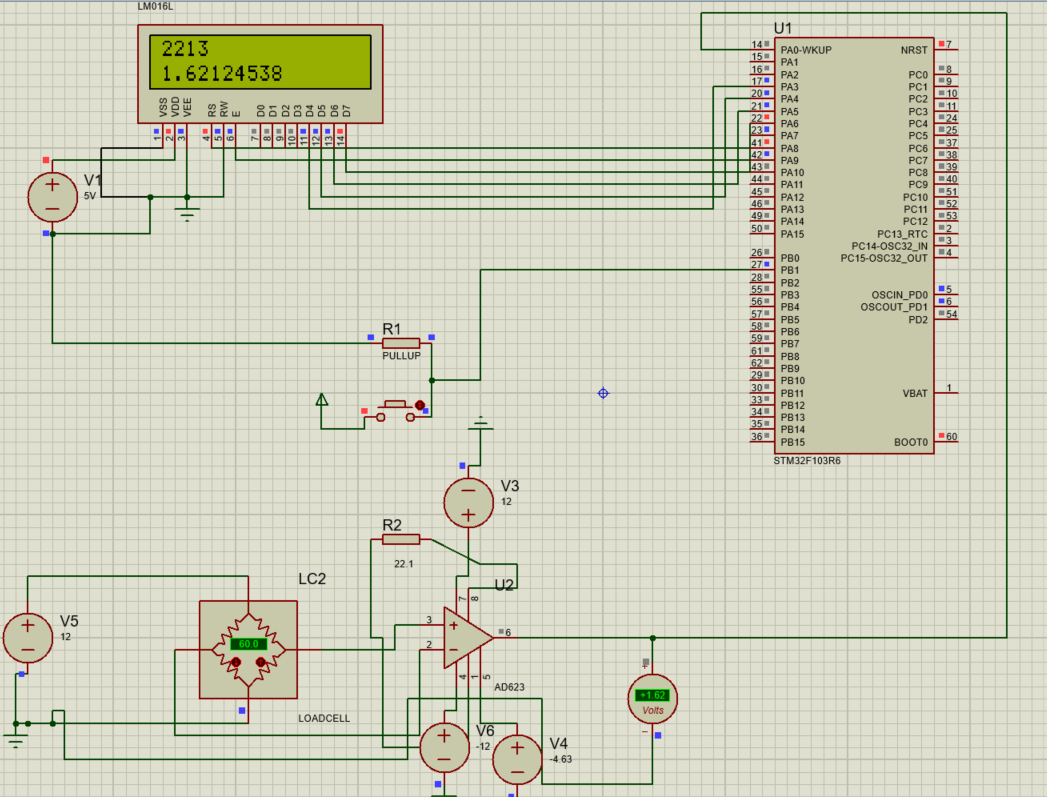 LM016L
2213
1.62124538
VSS
VDD
VEE
RS
RW
E
D0
D1
D2
D3
D4
D5
D6
D7
1
2
3
4
5
6
7
8
9
10
11
12
13
14
V1
5V
R1
PULLUP
U1
14 PA0-WKUP
15 PA1
16 PA2
17 PA3
20 PA4
21 PA5
22 PA6
23 PA7
41 PA8
42 PA9
43 PA10
44 PA11
45 PA12
46 PA13
49 PA14
50 PA15
26 PB0
27 PB1
28 PB2
55 PB3
56 PB4
57 PB5
58 PB6
59 PB7
61 PB8
62 PB9
29 PB10
30 PB11
33 PB12
34 PB13
35 PB14
36 PB15
NRST 7
PC0 8
PC1 9
PC2 10
PC3 11
PC4 24
PC5 25
PC6 37
PC7 38
PC8 39
PC9 40
PC10 51
PC11 52
PC12 53
PC13_RTC 2
PC14-OSC32_IN 3
PC15-OSC32_OUT 4
OSCIN_PD0 5
OSCOUT_PD1 6
PD2 54
VBAT 1
BOOT0 60
STM32F103R6
V3
12
R2
22.1
U2
7
8
3
2
6
4
1
5
AD623
LC2
60.0
LOADCELL
V5
12
V6
-12
V4
-4.63
+1.62
Volts